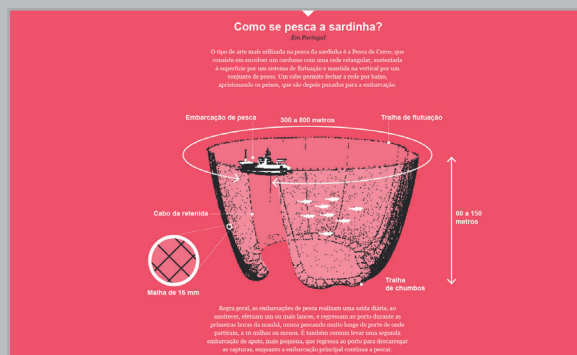 Como se pesca a sardinha?
Em Portugal
O tipo de arte mais utilizada na pesca da sardinha é a Pesca de Cerco, que
consiste em envolver um cardume com uma rede retangular, sustentada
à superfície por um sistema de flutuação e mantida na vertical por um
conjunto de pesos. Um cabo permite fechar a rede por baixo,
aprisionando os peixes, que são depois puxados para a embarcação.
Embarcação de pesca
300 a 800 metros
Tralha de flutuação
Cabo da retenida
60 a 150
metros
Malha de 16 mm
Tralha
de chumbos
Regra geral, as embarcações de pesca realizam uma saída diária, ao
anoitecer, efetuam um ou mais lances, e regressam ao porto durante as
primeiras horas da manhã, nunca pescando muito longe do porto de onde
partiram, a 10 milhas ou menos. É também comum levar uma segunda
embarcação de apoio, mais pequena, que regressa ao porto para descarregar
as capturas, enquanto a embarcação principal continua a pescar.